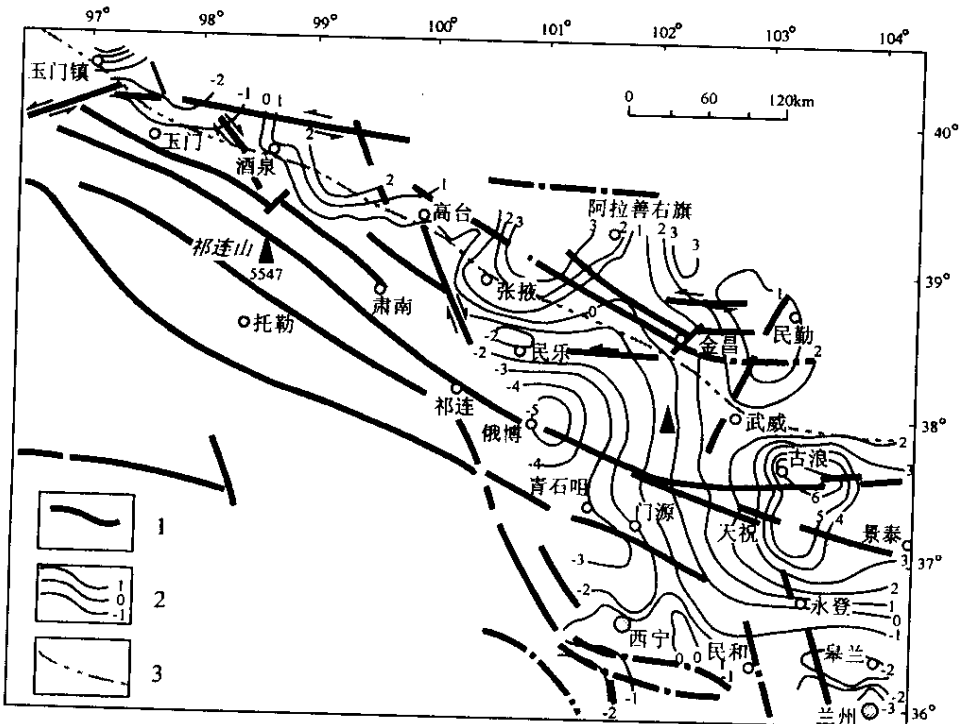 97° 98° 99° 100° 101° 102° 103° 104°
玉门镇
-2 -1 0 1
0 60 120km
40°
玉门
酒泉
2
2 1
高台
阿拉善右旗
2 3
3 2 1 2 3
3
祁连山
5547
张掖
39°
肃南
0
1
托勒
民勤
金昌
-2
民乐
-3
2
-4
祁连
-5
俄博
武威
38°
2
-4
古浪
3
青石咀
6
门源
天祝
5 4
景泰
-3
3
37°
-2
2
永登
1
0
-1
西宁
0 0
民和
-1
皋兰
-2
-1
-2
-2
-3
兰州
36°
1
1
0
-1
2
3